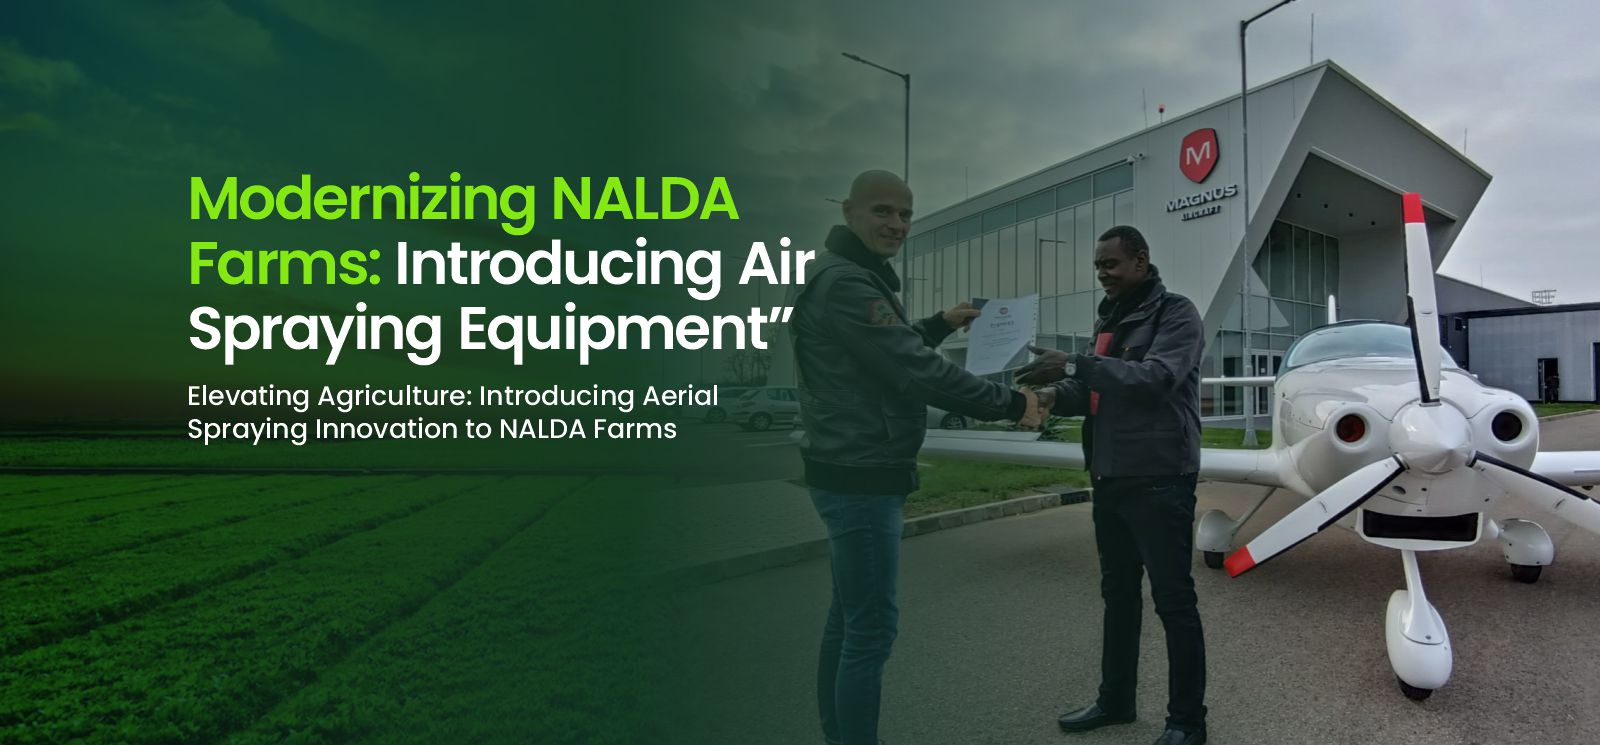 Modernizing NALDA
Farms: Introducing Air
Spraying Equipment”
Elevating Agriculture: Introducing Aerial
Spraying Innovation to NALDA Farms
M
MAGNUS
AIRCRAFT